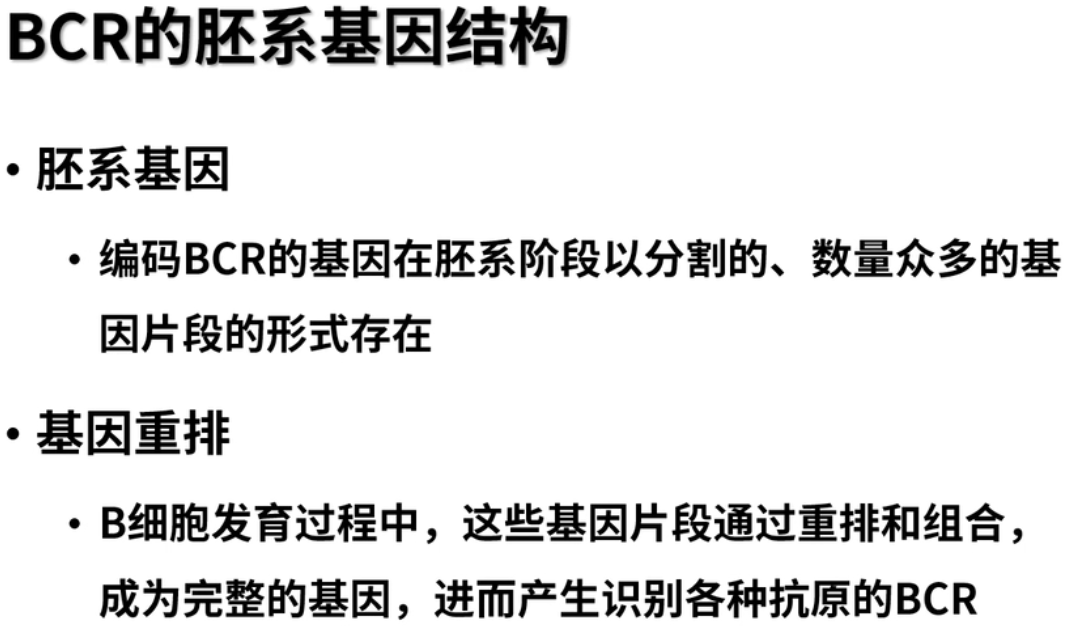 BCR的胚系基因结构
• 胚系基因
• 编码BCR的基因在胚系阶段以分割的、数量众多的基
因片段的形式存在
• 基因重排
• B细胞发育过程中，这些基因片段通过重排和组合，
成为完整的基因，进而产生识别各种抗原的BCR